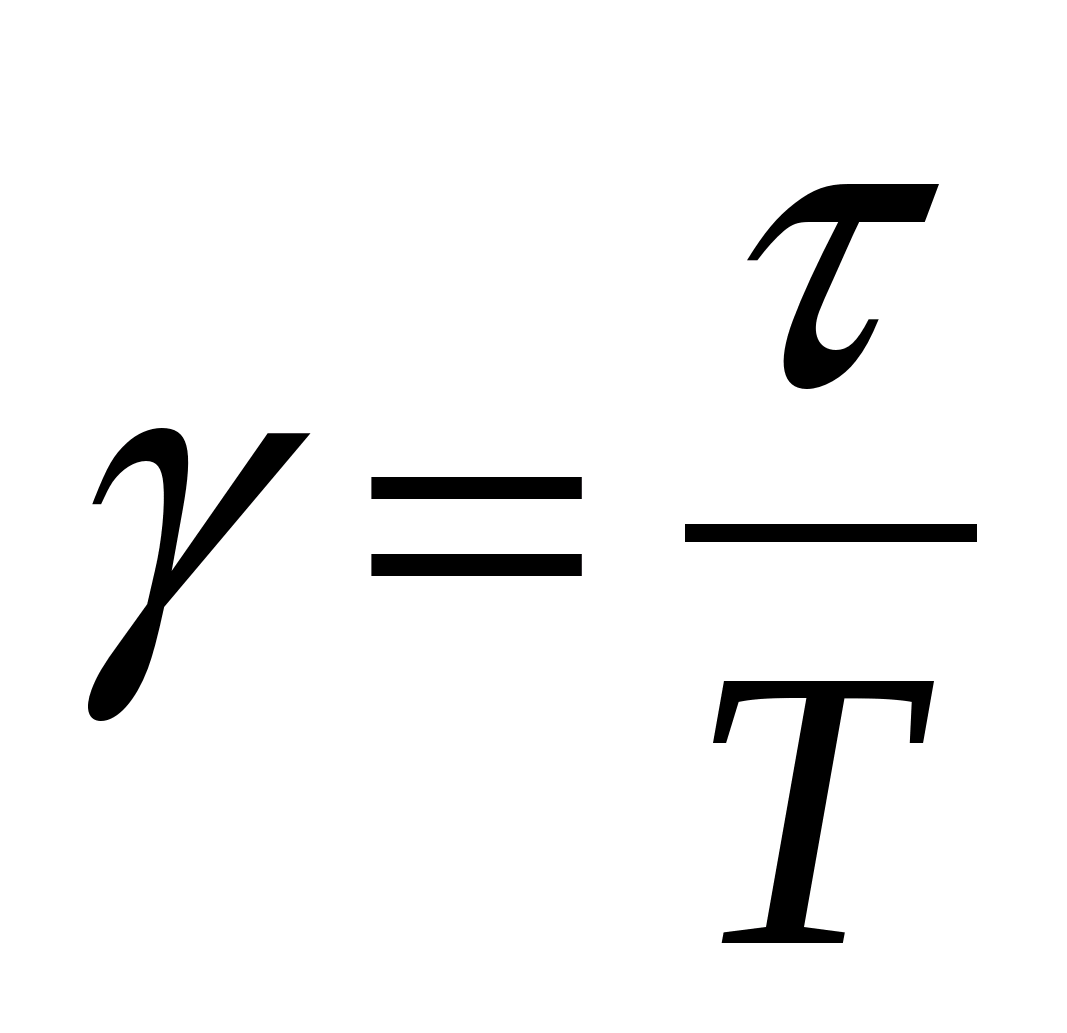 γ = τ / T